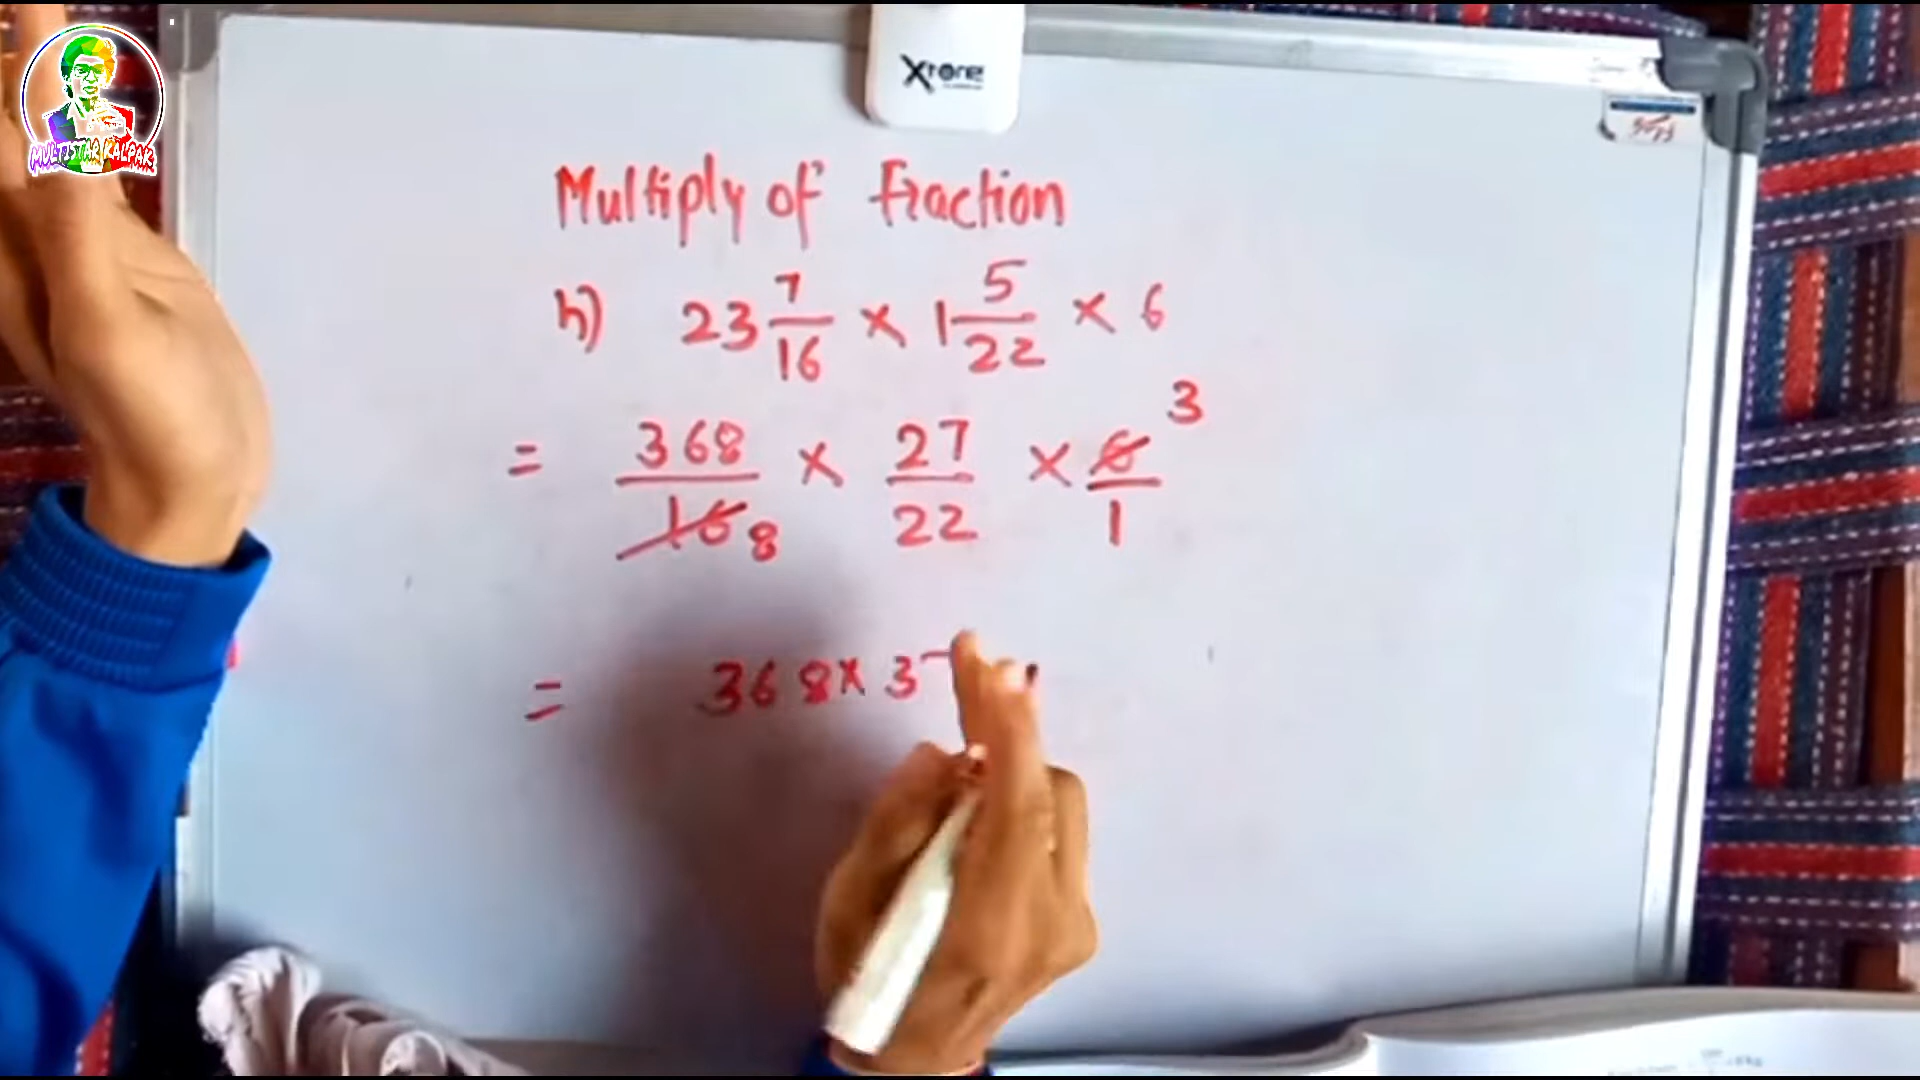 MULTISTAR KALPAK
Xtore
Multiply of fraction
h) 23 7/16 × 1 5/22 × 6
= 368/16 8 × 27/22 × 6/1 3
= 368 × 3